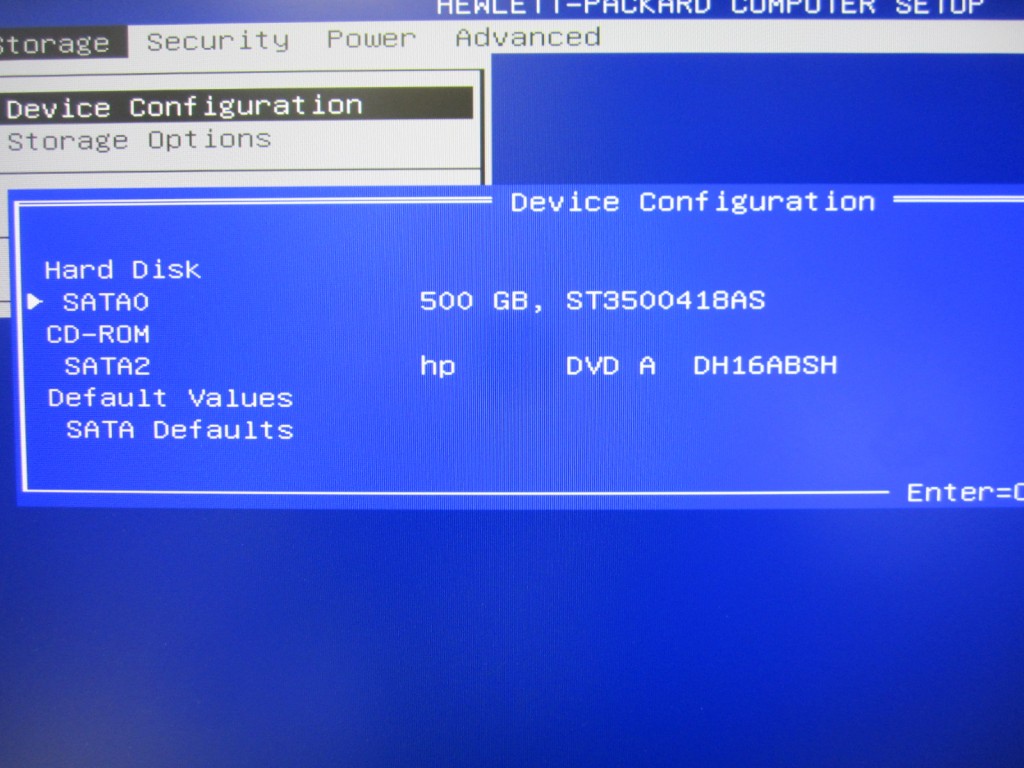 HEWLETT-PACKARD COMPUTER SETUP
Storage Security Power Advanced
Device Configuration
Storage Options
Device Configuration
Hard Disk
SATA0 500 GB, ST3500418AS
CD-ROM
SATA2 hp DVD A DH16ABSH
Default Values
SATA Defaults
Enter=